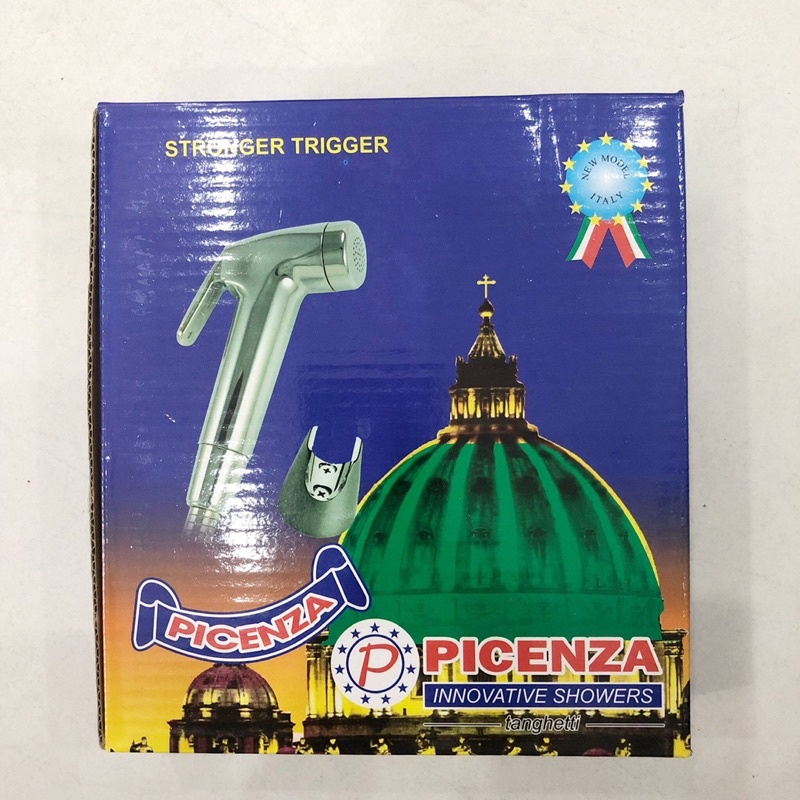 STRONGER TRIGGER
NEW MODEL
ITALY
PICENZA
P
PICENZA
INNOVATIVE SHOWERS
tanghetti